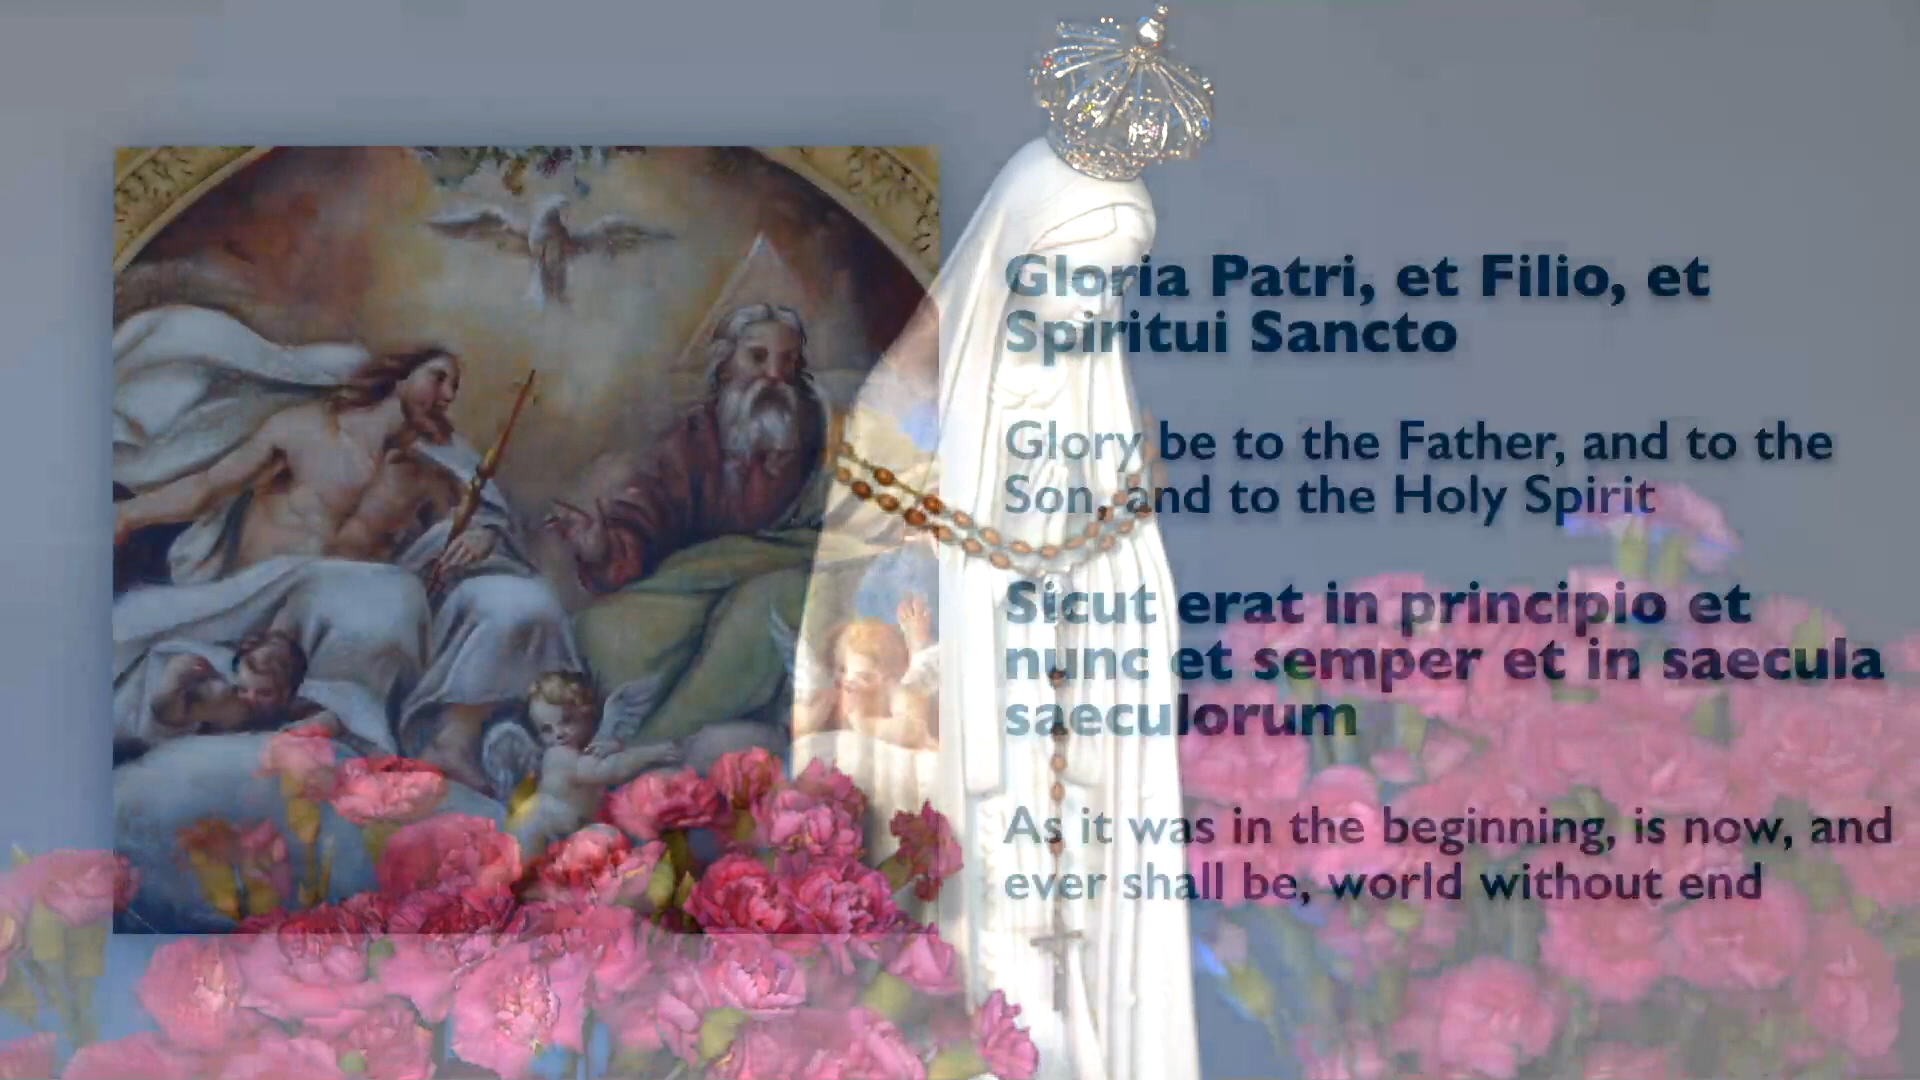 Gloria Patri, et Filio, et
Spiritui Sancto
Glory be to the Father, and to the
Son, and to the Holy Spirit
Sicut erat in principio et
nunc et semper et in saecula
saeculorum
As it was in the beginning, is now, and
ever shall be, world without end